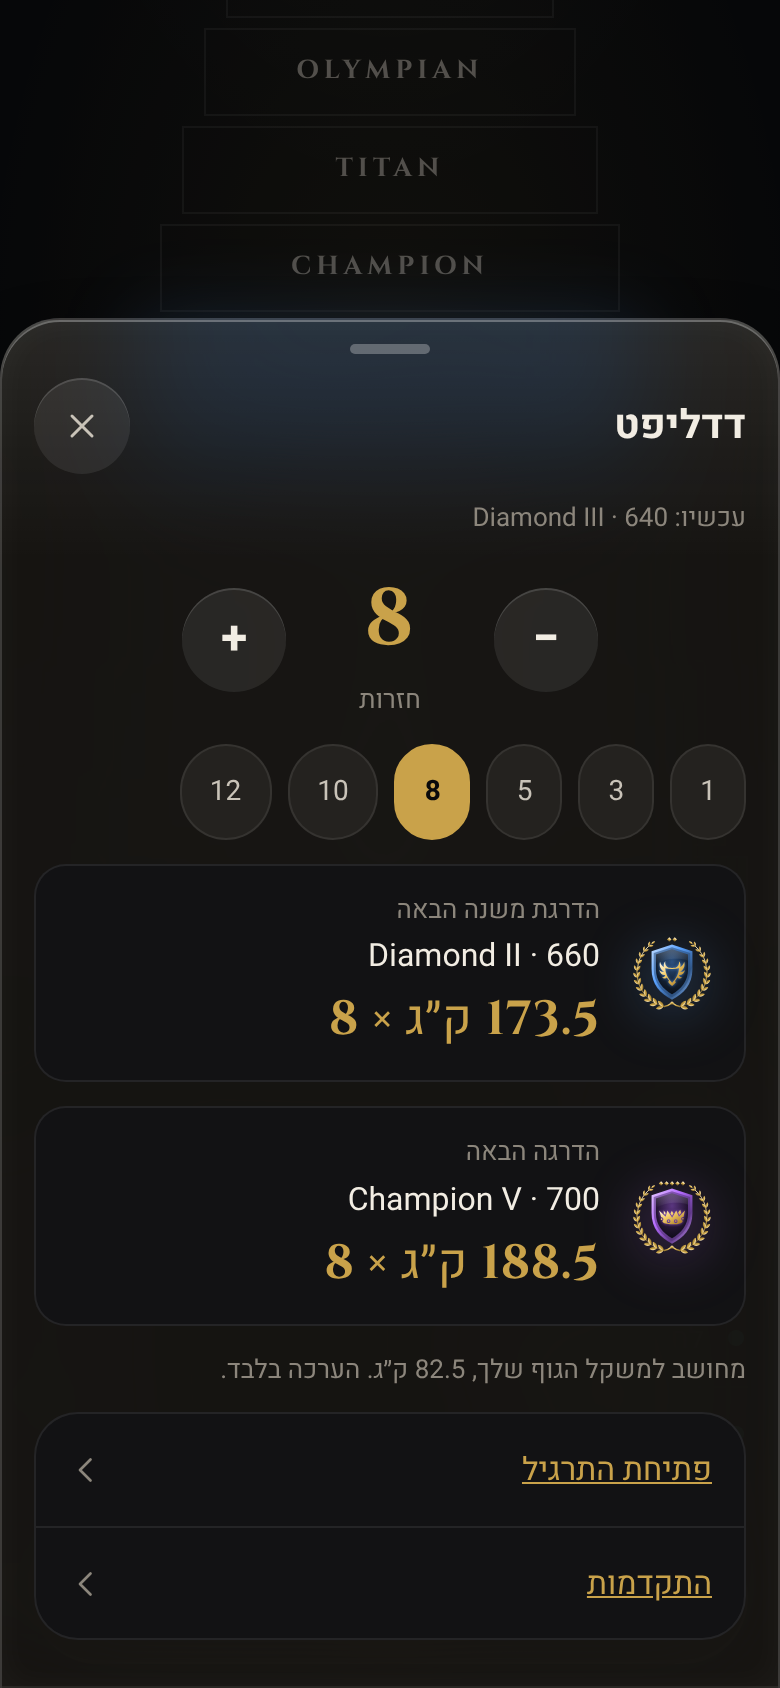 OLYMPIAN
TITAN
CHAMPION
דדליפט
עכשיו: Diamond III · 640
−
8
+
חזרות
1 3 5 8 10 12
הדרגת משנה הבאה
Diamond II · 660
173.5 ק״ג × 8
הדרגה הבאה
Champion V · 700
188.5 ק״ג × 8
מחושב למשקל הגוף שלך, 82.5 ק״ג. הערכה בלבד.
פתיחת התרגיל
התקדמות